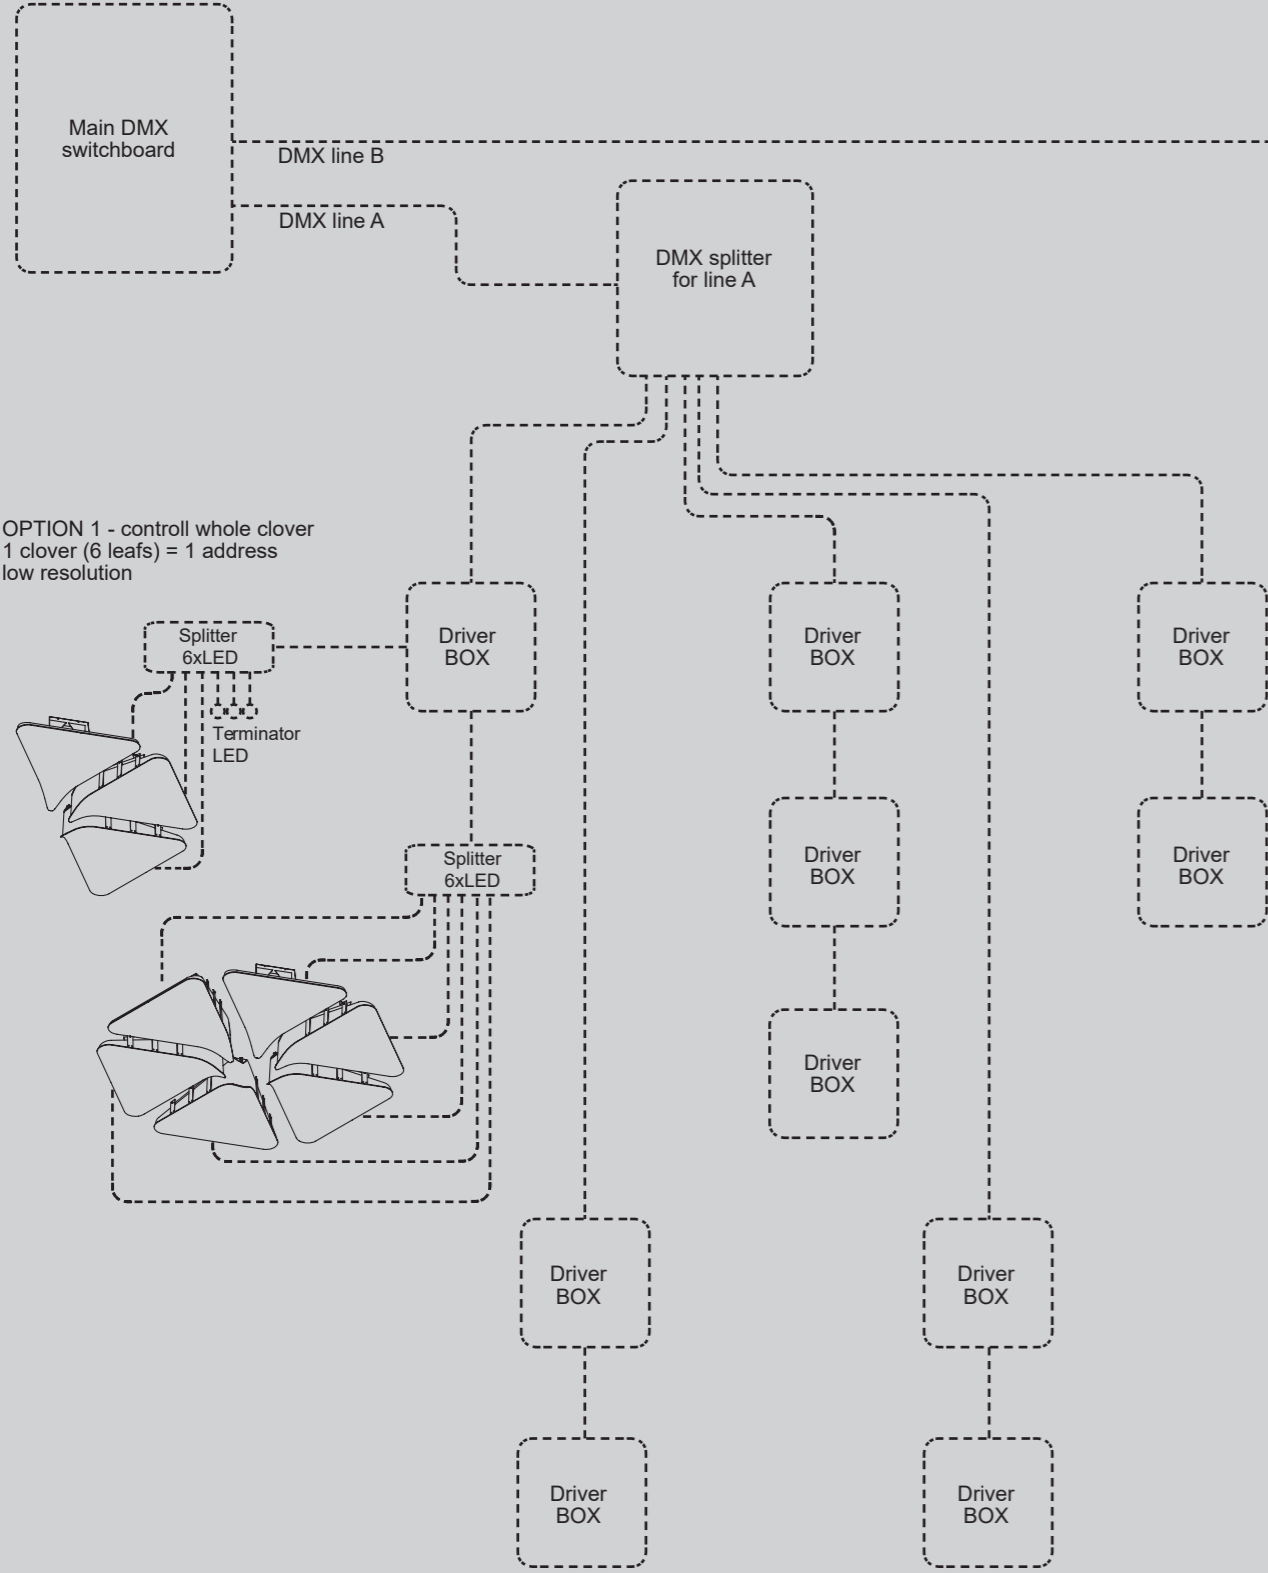 Main DMX
switchboard
DMX line B
DMX line A
DMX splitter
for line A
OPTION 1 - controll whole clover
1 clover (6 leafs) = 1 address
low resolution
Splitter
6xLED
Terminator
LED
Driver
BOX
Driver
BOX
Driver
BOX
Splitter
6xLED
Driver
BOX
Driver
BOX
Driver
BOX
Driver
BOX
Driver
BOX
Driver
BOX
Driver
BOX